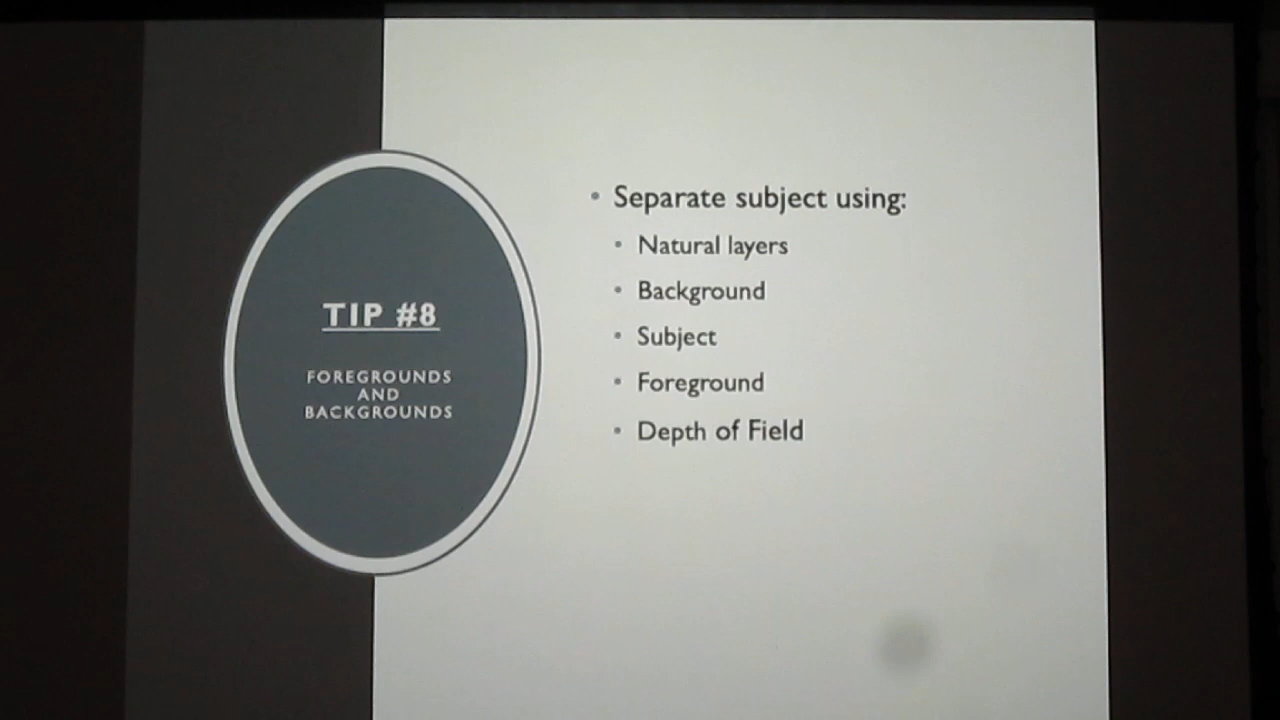 TIP #8
FOREGROUNDS
AND
BACKGROUNDS
• Separate subject using:
• Natural layers
• Background
• Subject
• Foreground
• Depth of Field